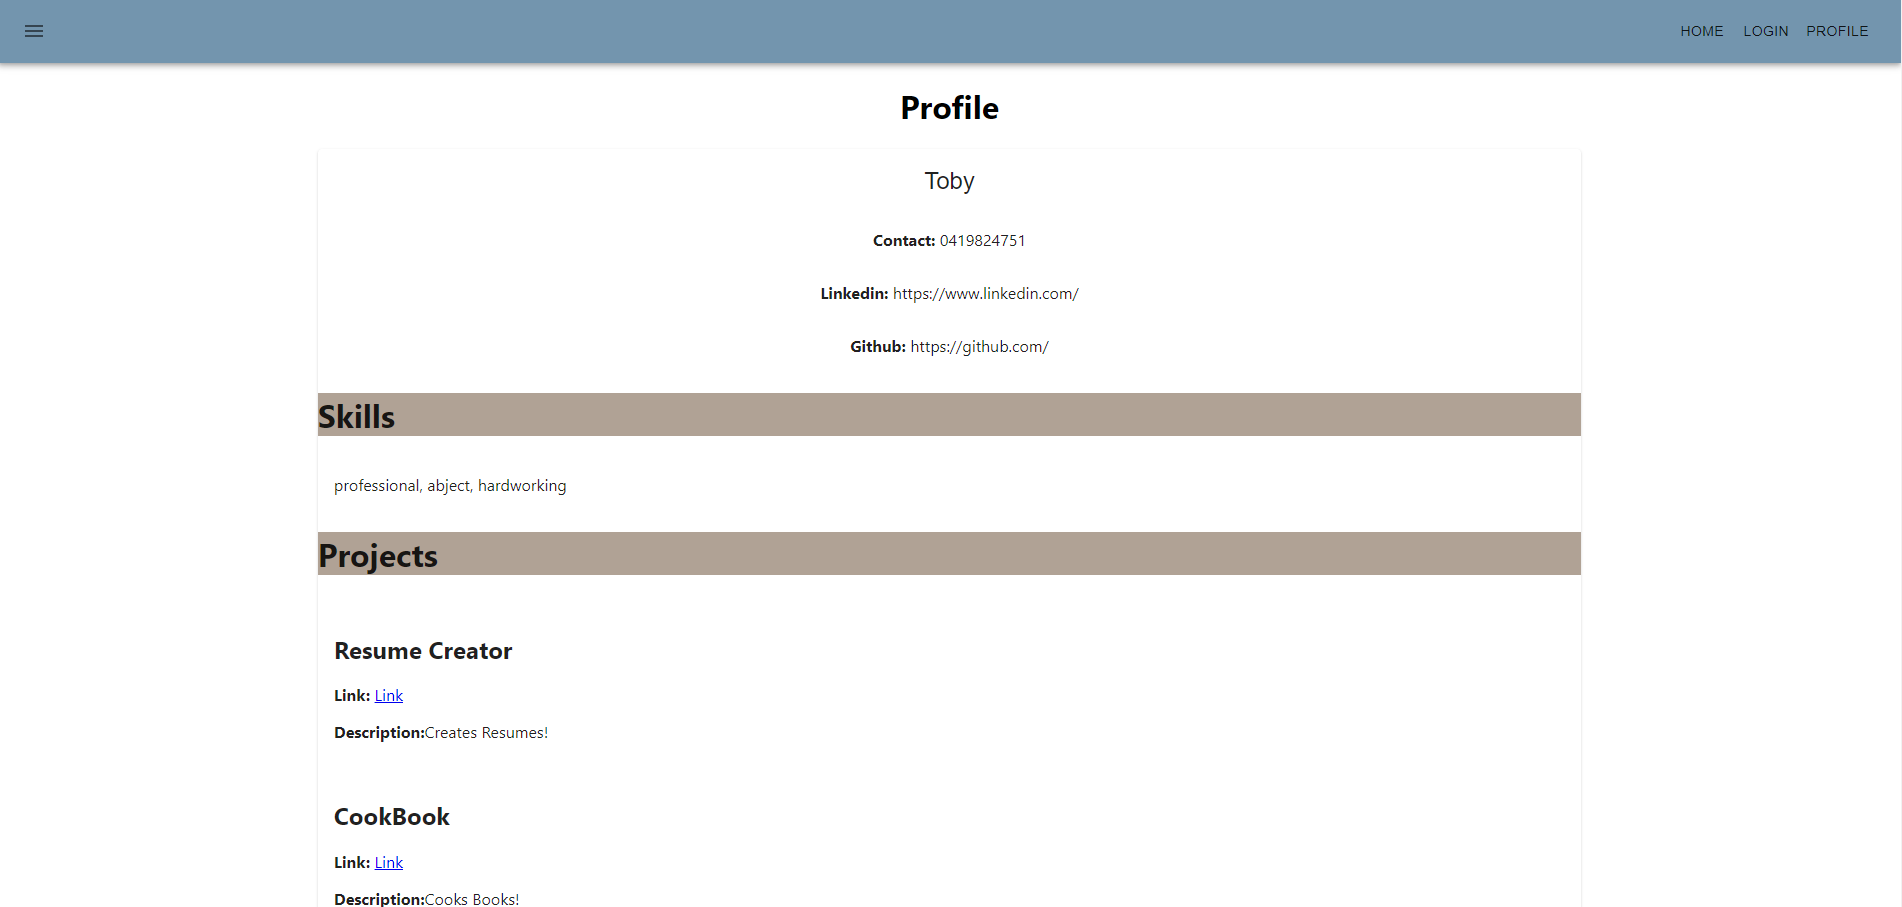 HOME LOGIN PROFILE
Profile
Toby
Contact: 0419824751
Linkedin: https://www.linkedin.com/
Github: https://github.com/
Skills
professional, abject, hardworking
Projects
Resume Creator
Link: Link
Description:Creates Resumes!
CookBook
Link: Link
Description:Cooks Books!